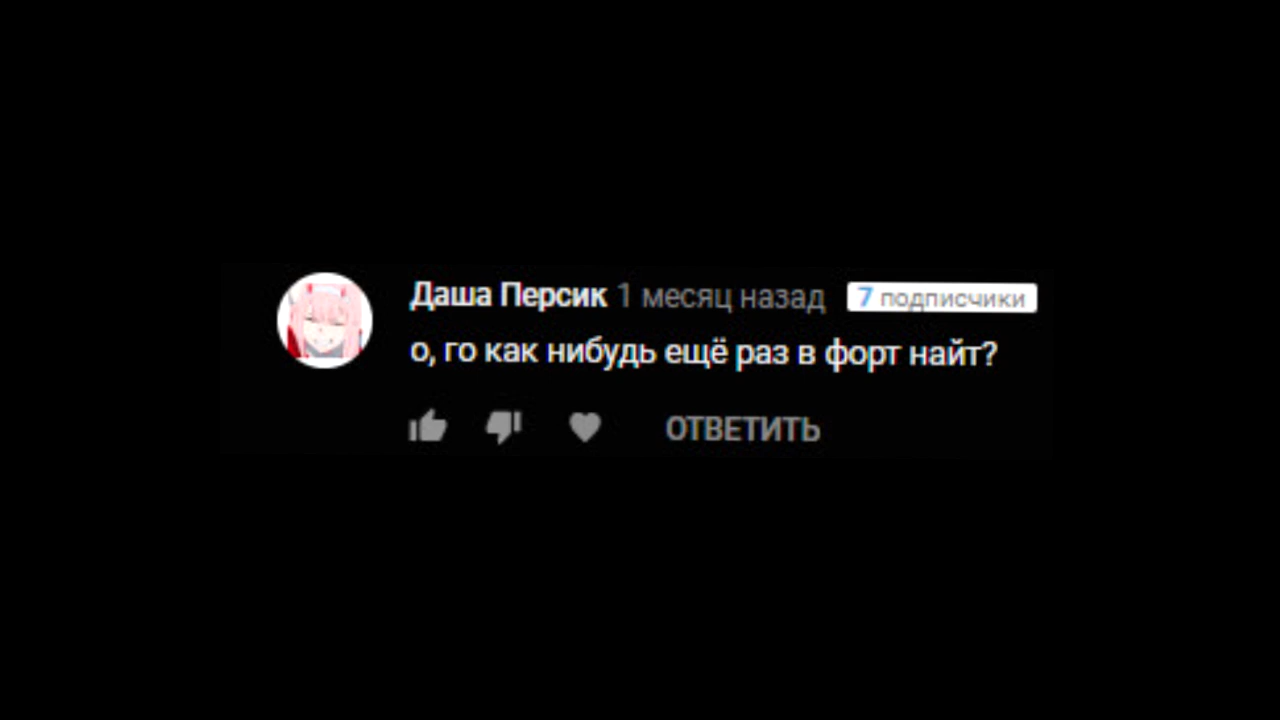 Даша Персик 1 месяц назад 7 подписчики
о, го как нибудь ещё раз в форт найт?
ОТВЕТИТЬ